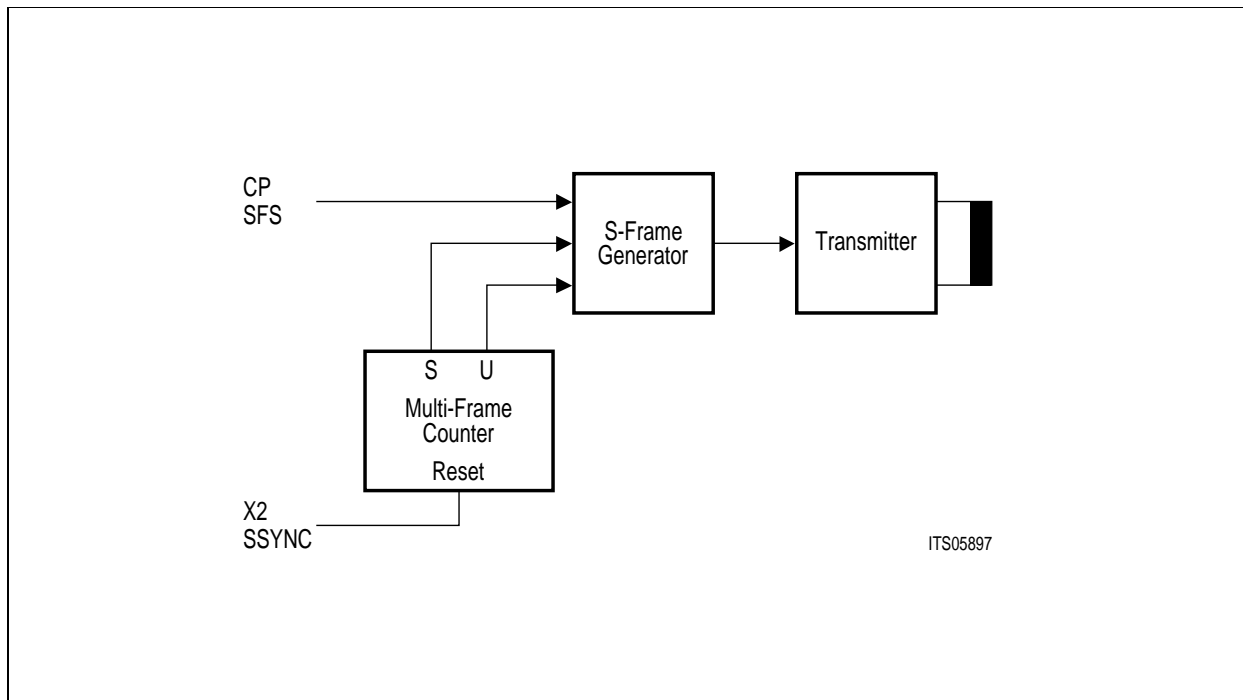 CP
SFS
S-Frame
Generator
Transmitter
S U
Multi-Frame
Counter
Reset
X2
SSYNC
ITS05897